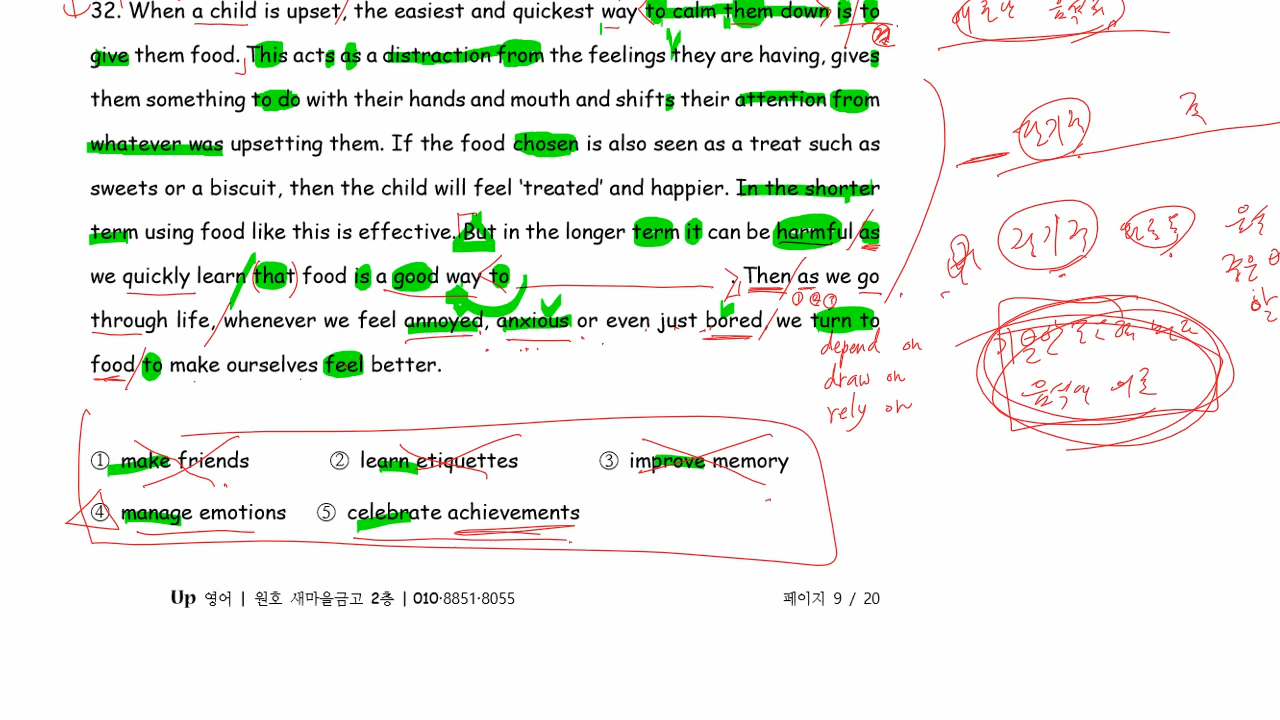 32. When a child is upset, the easiest and quickest way to calm them down is to
give them food. This acts as a distraction from the feelings they are having, gives
them something to do with their hands and mouth and shifts their attention from
whatever was upsetting them. If the food chosen is also seen as a treat such as
sweets or a biscuit, then the child will feel ‘treated’ and happier. In the shorter
term using food like this is effective. But in the longer term it can be harmful as
we quickly learn that food is a good way to . Then as we go
through life, whenever we feel annoyed, anxious or even just bored, we turn to
food to make ourselves feel better.
depend on
draw on
rely on
① make friends ② learn etiquettes ③ improve memory
④ manage emotions ⑤ celebrate achievements
Up 영어 | 원호 새마을금고 2층 | 010·8851·8055
페이지 9 / 20